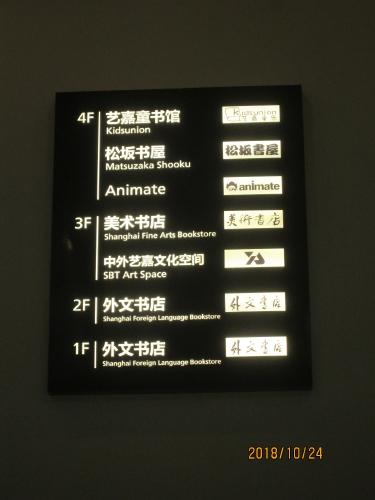 4F 艺嘉童书馆 Kidsunion
Kidsunion
松坂书屋 松坂書屋
Matsuzaka Shooku
Animate animate
3F 美术书店 美術書店
Shanghai Fine Arts Bookstore
中外艺嘉文化空间
SBT Art Space
2F 外文书店 外文書店
Shanghai Foreign Language Bookstore
1F 外文书店 外文書店
Shanghai Foreign Language Bookstore
2018/10/24